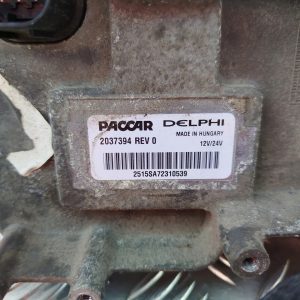 PACCAR DELPHI
MADE IN HUNGARY
2037394 REV 0 12V/24V
2515SA72310539